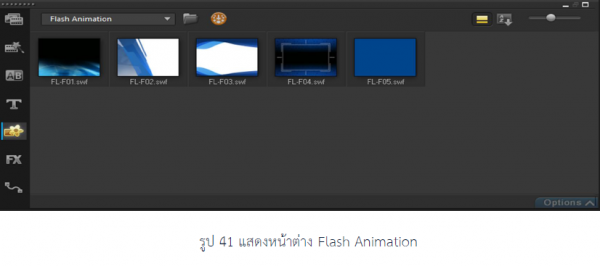 Flash Animation
AB
FL-F01.swf FL-F02.swf FL-F03.swf FL-F04.swf FL-F05.swf
T
FX
Options
รูป 41 แสดงหน้าต่าง Flash Animation